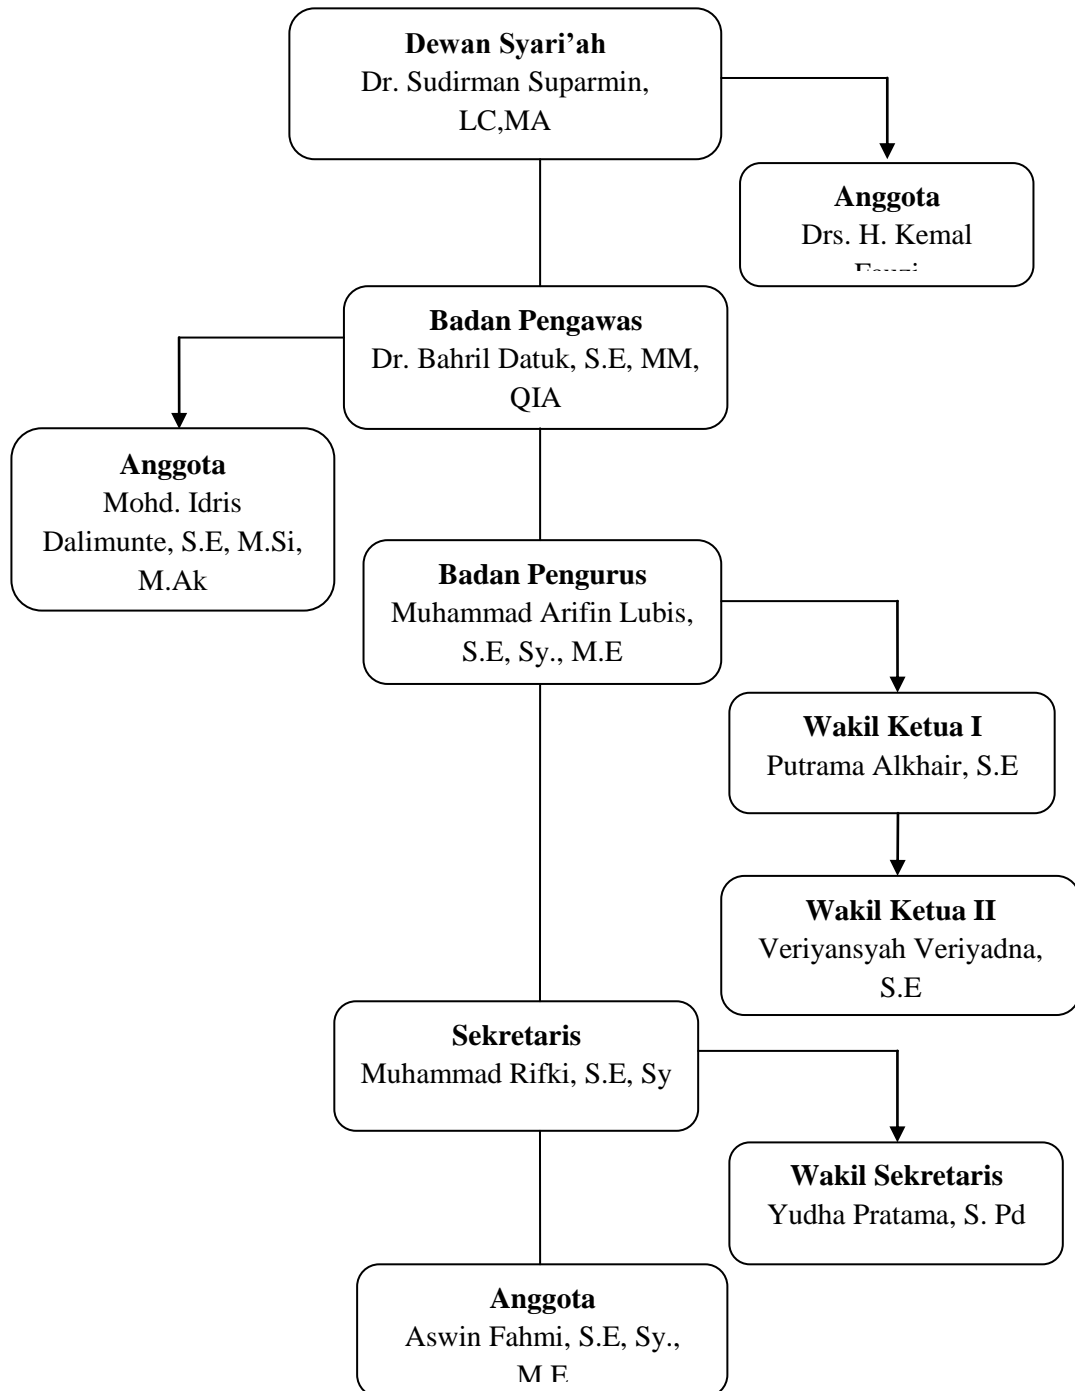 Dewan Syari’ah
Dr. Sudirman Suparmin,
LC,MA
Anggota
Drs. H. Kemal
Fauzi
Badan Pengawas
Dr. Bahril Datuk, S.E, MM,
QIA
Anggota
Mohd. Idris
Dalimunte, S.E, M.Si,
M.Ak
Badan Pengurus
Muhammad Arifin Lubis,
S.E, Sy., M.E
Wakil Ketua I
Putrama Alkhair, S.E
Wakil Ketua II
Veriyansyah Veriyadna,
S.E
Sekretaris
Muhammad Rifki, S.E, Sy
Wakil Sekretaris
Yudha Pratama, S. Pd
Anggota
Aswin Fahmi, S.E, Sy.,
M.E